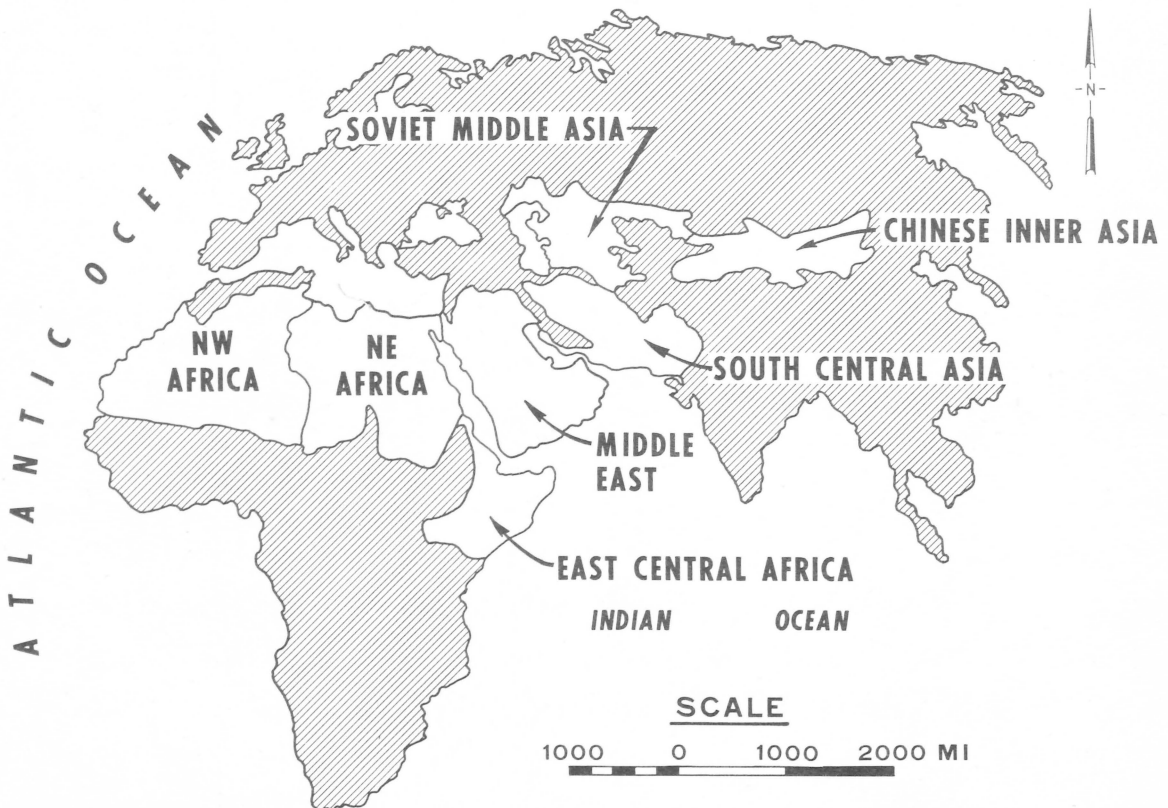 ATLANTIC OCEAN
N
SOVIET MIDDLE ASIA
CHINESE INNER ASIA
NW
AFRICA
NE
AFRICA
SOUTH CENTRAL ASIA
MIDDLE
EAST
EAST CENTRAL AFRICA
INDIAN OCEAN
SCALE
1000 0 1000 2000 MI